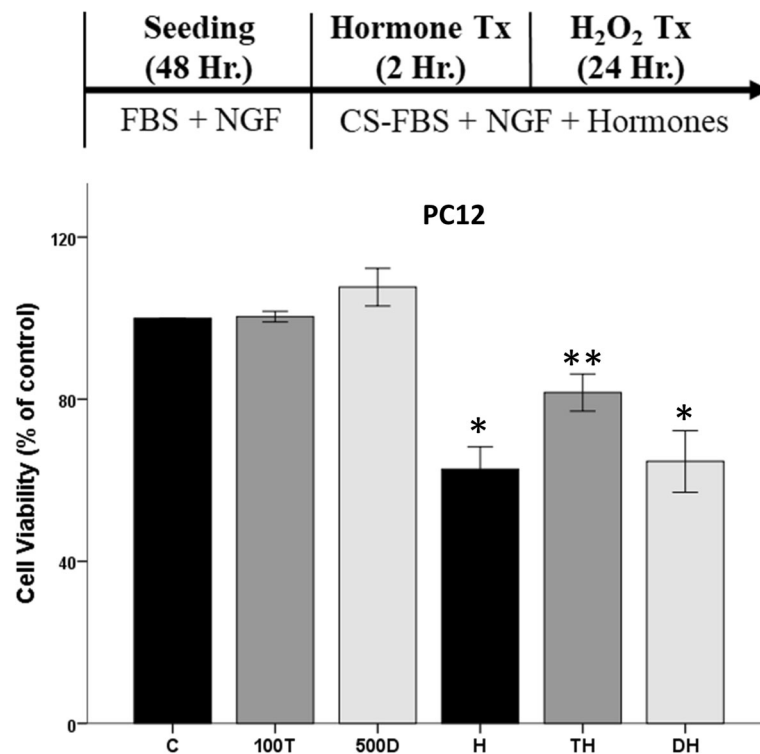 Seeding Hormone Tx H₂O₂ Tx
(48 Hr.) (2 Hr.) (24 Hr.)
FBS + NGF CS-FBS + NGF + Hormones
PC12
Cell Viability (% of control)
120
80
40
0
* ** *
C 100T 500D H TH DH